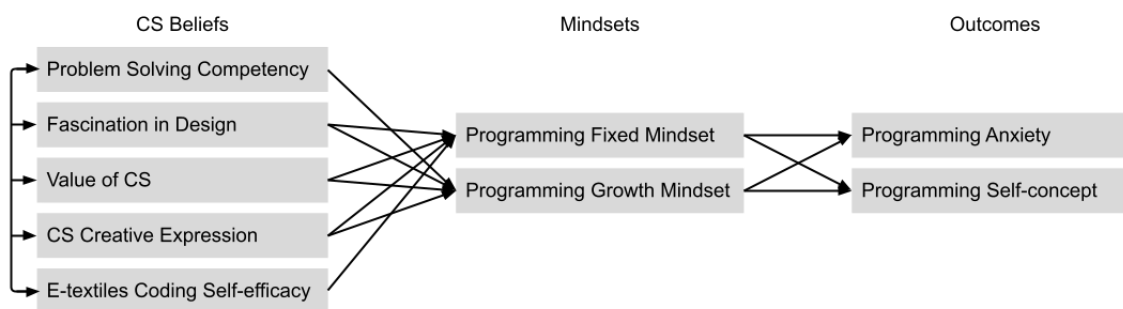 CS Beliefs
Mindsets
Outcomes
Problem Solving Competency
Fascination in Design
Value of CS
CS Creative Expression
E-textiles Coding Self-efficacy
Programming Fixed Mindset
Programming Growth Mindset
Programming Anxiety
Programming Self-concept